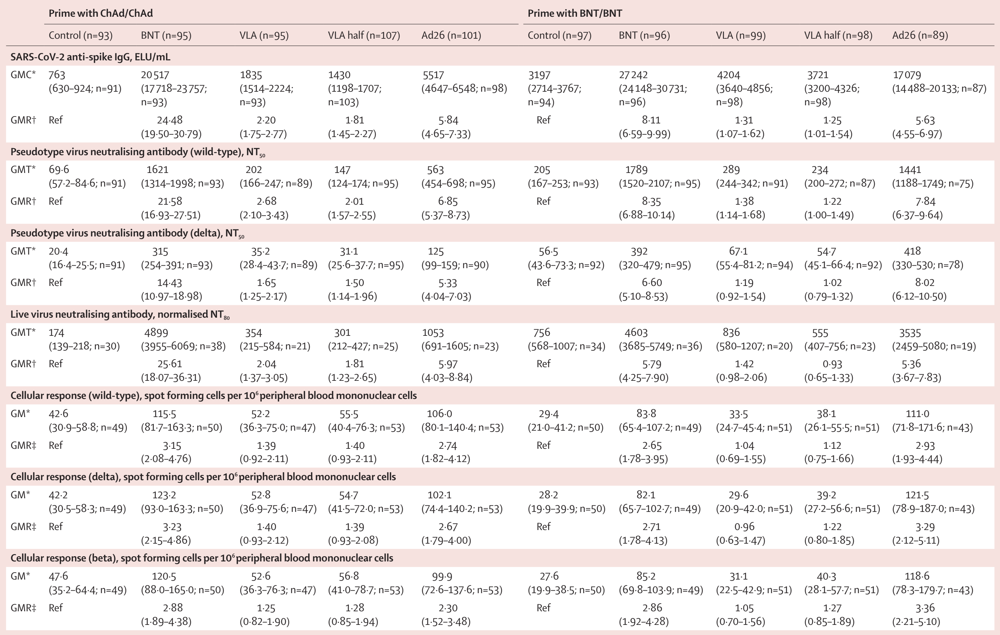 Prime with ChAd/ChAd Prime with BNT/BNT
Control (n=93) BNT (n=95) VLA (n=95) VLA half (n=107) Ad26 (n=101) Control (n=97) BNT (n=96) VLA (n=99) VLA half (n=98) Ad26 (n=89)
SARS-CoV-2 anti-spike IgG, ELU/mL
GMC* 763 20 517 1835 1430 5517 3197 27 242 4204 3721 17 079
(630–924; n=91) (17 718–23 757; (1514–2224; (1198–1707; (4647–6548; n=98) (2714–3767; (24 148–30 731; (3640–4856; (3200–4326; (14 488–20 133; n=87)
n=93) n=93) n=103) n=94) n=96) n=98) n=98)
GMR† Ref 24·48 2·20 1·81 5·84 Ref 8·11 1·31 1·25 5·63
(19·50–30·79) (1·75–2·77) (1·45–2·27) (4·65–7·33) (6·59–9·99) (1·07–1·62) (1·01–1·54) (4·55–6·97)
Pseudotype virus neutralising antibody (wild-type), NT50
GMT* 69·6 1621 202 147 563 205 1789 289 234 1441
(57·2–84·6; n=91) (1314–1998; n=93) (166–247; n=89) (124–174; n=95) (454–698; n=95) (167–253; n=93) (1520–2107; n=95) (244–342; n=91) (200–272; n=87) (1188–1749; n=75)
GMR† Ref 21·58 2·68 2·01 6·85 Ref 8·35 1·38 1·22 7·84
(16·93–27·51) (2·10–3·43) (1·57–2·55) (5·37–8·73) (6·88–10·14) (1·14–1·68) (1·00–1·49) (6·37–9·64)
Pseudotype virus neutralising antibody (delta), NT50
GMT* 20·4 315 35·2 31·1 125 56·5 392 67·1 54·7 418
(16·4–25·5; n=91) (254–391; n=93) (28·4–43·7; n=89) (25·6–37·7; n=95) (99–159; n=90) (43·6–73·3; n=92) (320–479; n=95) (55·4–81·2; n=94) (45·1–66·4; n=92) (330–530; n=78)
GMR† Ref 14·43 1·65 1·50 5·33 Ref 6·60 1·19 1·02 8·02
(10·97–18·98) (1·25–2·17) (1·14–1·96) (4·04–7·03) (5·10–8·53) (0·92–1·54) (0·79–1·32) (6·12–10·50)
Live virus neutralising antibody, normalised NT80
GMT* 174 4899 354 301 1053 756 4603 836 555 3535
(139–218; n=30) (3955–6069; n=38) (215–584; n=21) (212–427; n=25) (691–1605; n=23) (568–1007; n=34) (3685–5749; n=36) (580–1207; n=20) (407–756; n=23) (2459–5080; n=19)
GMR† Ref 25·61 2·04 1·81 5·97 Ref 5·79 1·42 0·93 5·36
(18·07–36·31) (1·37–3·05) (1·23–2·65) (4·03–8·84) (4·25–7·90) (0·98–2·06) (0·65–1·33) (3·67–7·83)
Cellular response (wild-type), spot forming cells per 10⁶ peripheral blood mononuclear cells
GM* 42·6 115·5 52·2 55·5 106·0 29·4 83·8 33·5 38·1 111·0
(30·9–58·8; n=49) (81·7–163·3; n=50) (36·3–75·0; n=47) (40·4–76·3; n=53) (80·1–140·4; n=53) (21·0–41·2; n=50) (65·4–107·2; n=49) (24·7–45·4; n=51) (26·1–55·5; n=51) (71·8–171·6; n=43)
GMR‡ Ref 3·15 1·39 1·40 2·74 Ref 2·65 1·04 1·12 2·93
(2·08–4·76) (0·92–2·11) (0·93–2·11) (1·82–4·12) (1·78–3·95) (0·69–1·55) (0·75–1·66) (1·93–4·44)
Cellular response (delta), spot forming cells per 10⁶ peripheral blood mononuclear cells
GM* 42·2 123·2 52·8 54·7 102·1 28·2 82·1 29·6 39·2 121·5
(30·5–58·3; n=49) (93·0–163·3; n=50) (36·9–75·6; n=47) (41·5–72·0; n=53) (74·4–140·2; n=53) (19·9–39·9; n=50) (65·7–102·7; n=49) (20·9–42·0; n=51) (27·2–56·6; n=51) (78·9–187·0; n=43)
GMR‡ Ref 3·23 1·40 1·39 2·67 Ref 2·71 0·96 1·22 3·29
(2·15–4·86) (0·93–2·12) (0·93–2·08) (1·79–4·00) (1·78–4·13) (0·63–1·47) (0·80–1·85) (2·12–5·11)
Cellular response (beta), spot forming cells per 10⁶ peripheral blood mononuclear cells
GM* 47·6 120·5 52·6 56·8 99·9 27·6 85·2 31·1 40·3 118·6
(35·2–64·4; n=49) (88·0–165·0; n=50) (36·3–76·3; n=47) (41·0–78·7; n=53) (72·6–137·6; n=53) (19·9–38·5; n=50) (69·8–103·9; n=49) (22·5–42·9; n=51) (28·1–57·7; n=51) (78·3–179·7; n=43)
GMR‡ Ref 2·88 1·25 1·28 2·30 Ref 2·86 1·05 1·27 3·36
(1·89–4·38) (0·82–1·90) (0·85–1·94) (1·52–3·48) (1·92–4·28) (0·70–1·56) (0·85–1·89) (2·21–5·10)